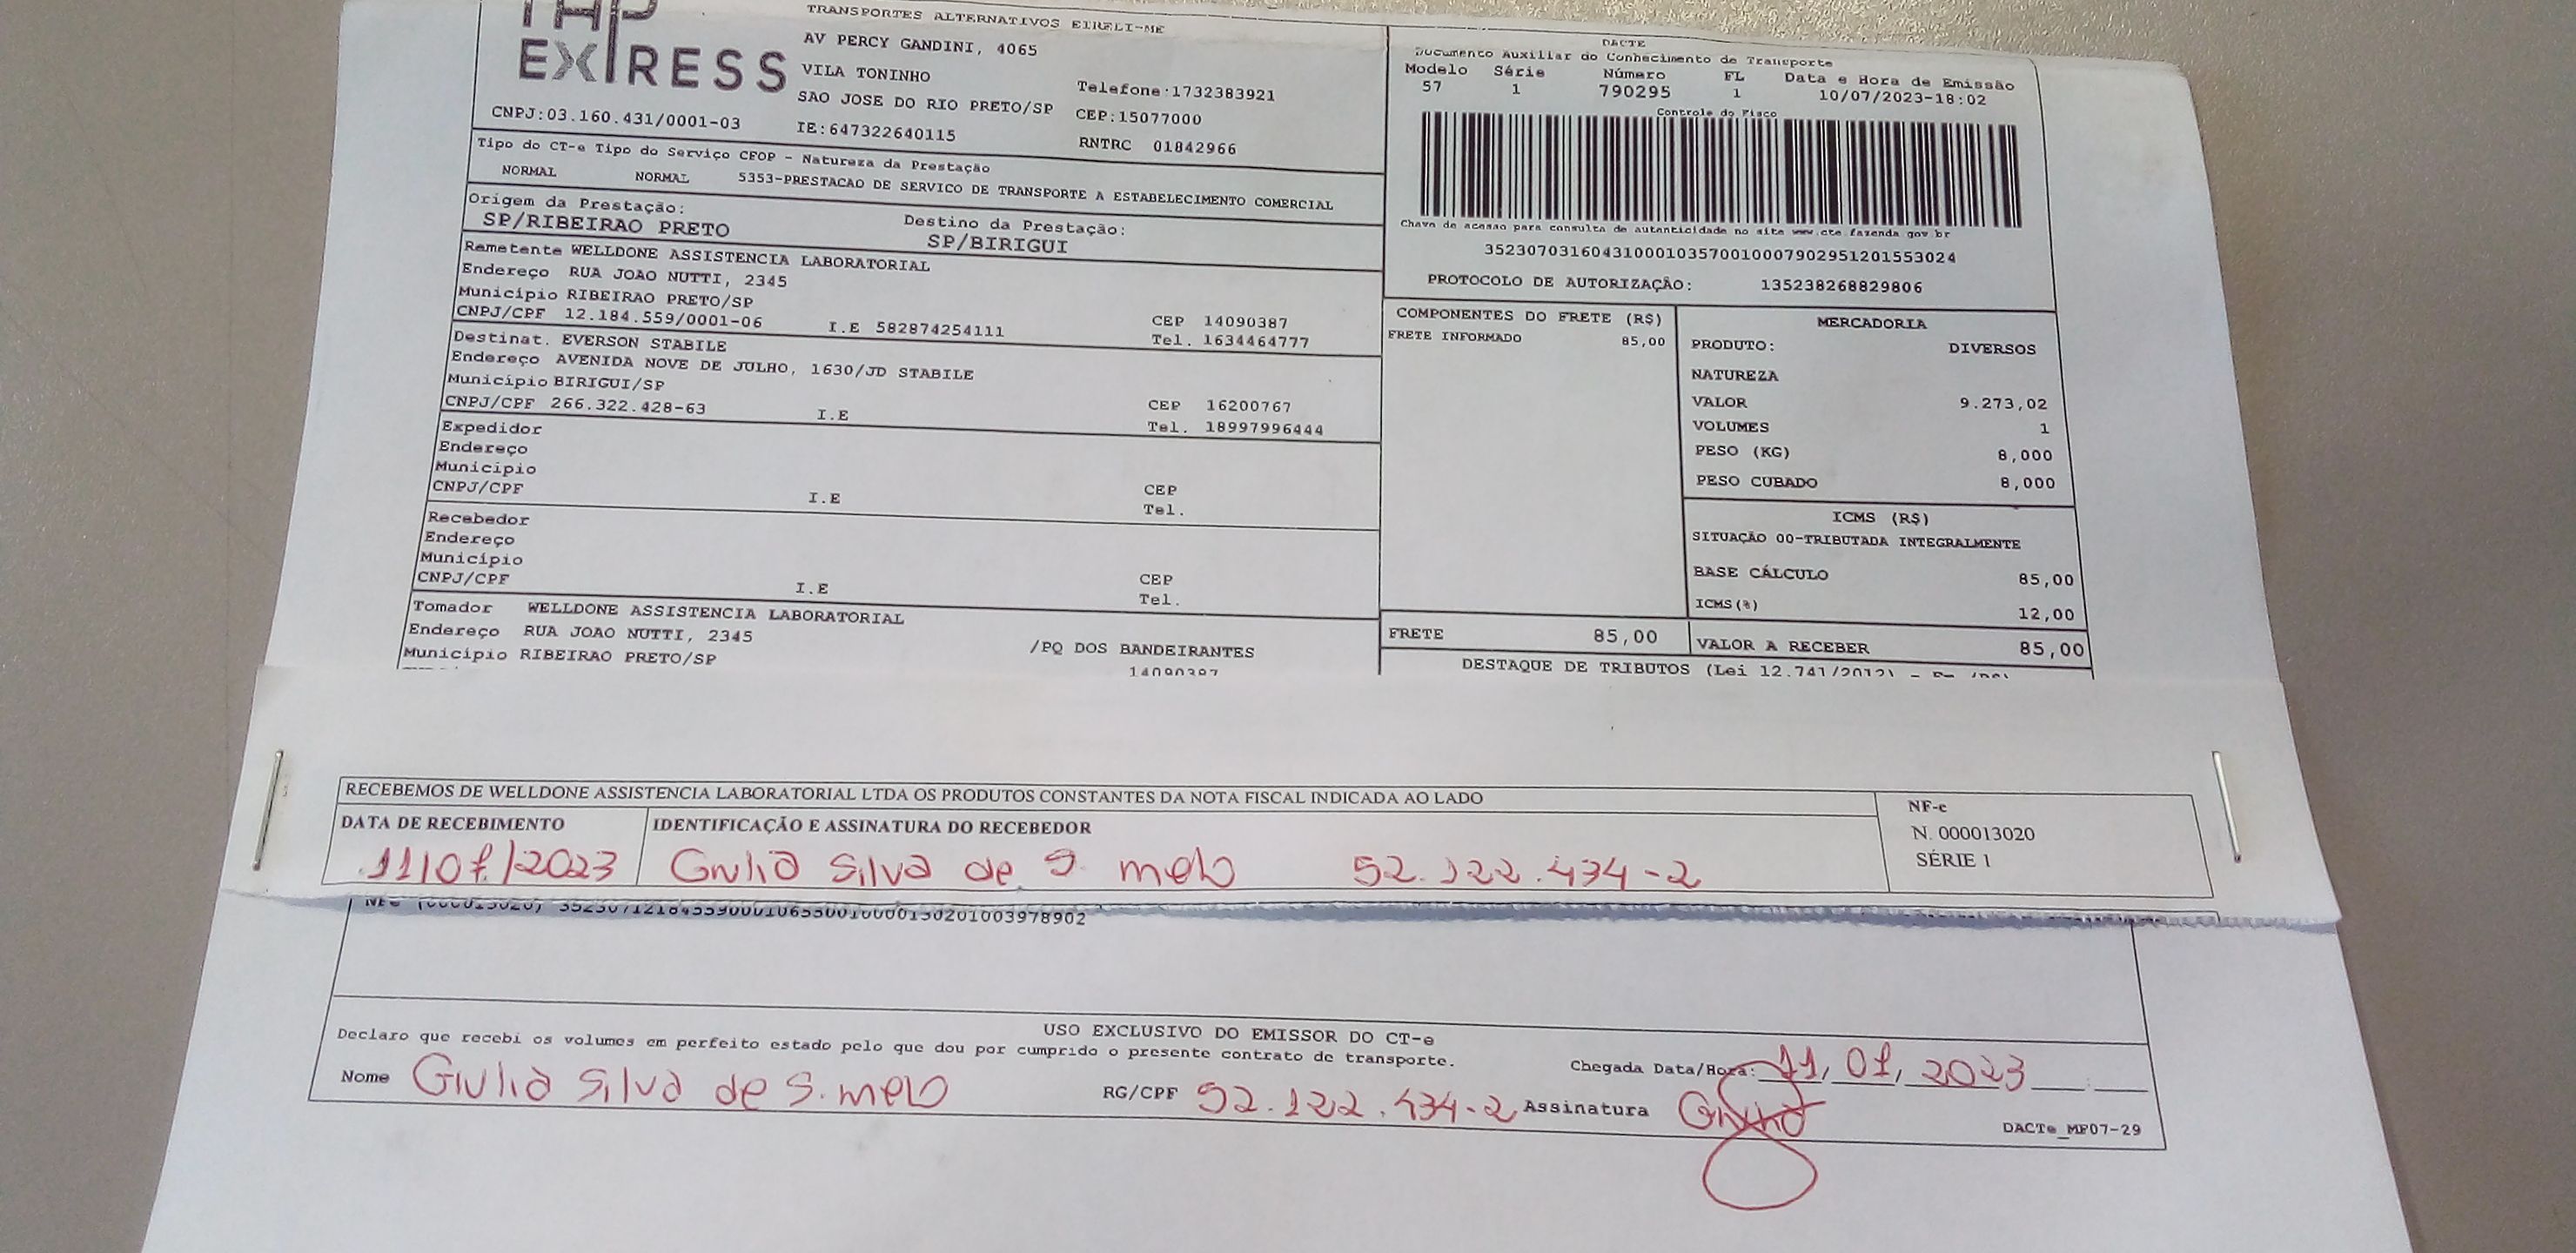 EXPRESS
TRANSPORTES ALTERNATIVOS EIRELI-ME
AV PERCY GANDINI, 4065
VILA TONINHO
SAO JOSE DO RIO PRETO/SP
Telefone:1732383921
CEP:15077000
CNPJ:03.160.431/0001-03
IE:647322640115
RNTRC 01842966
DACTE
Documento Auxiliar do Conhecimento de Transporte
Modelo Série Número FL Data e Hora de Emissão
57 1 790295 1 10/07/2023-18:02
Controle do Fisco
Chave de acesso para consulta de autenticidade no site www.cte.fazenda.gov.br
35230703160431000103570010007902951201553024
PROTOCOLO DE AUTORIZAÇÃO: 135238268829806
Tipo do CT-e Tipo do Serviço CFOP - Natureza da Prestação
NORMAL NORMAL 5353-PRESTACAO DE SERVICO DE TRANSPORTE A ESTABELECIMENTO COMERCIAL
Origem da Prestação: Destino da Prestação:
SP/RIBEIRAO PRETO SP/BIRIGUI
Remetente WELLDONE ASSISTENCIA LABORATORIAL
Endereço RUA JOAO NUTTI, 2345
Município RIBEIRAO PRETO/SP CEP 14090387
CNPJ/CPF 12.184.559/0001-06 I.E 582874254111 Tel. 1634464777
Destinat. EVERSON STABILE
Endereço AVENIDA NOVE DE JULHO, 1630/JD STABILE
Município BIRIGUI/SP CEP 16200767
CNPJ/CPF 266.322.428-63 I.E Tel. 18997996444
Expedidor
Endereço
Município CEP
CNPJ/CPF I.E Tel.
Recebedor
Endereço
Município CEP
CNPJ/CPF I.E Tel.
Tomador WELLDONE ASSISTENCIA LABORATORIAL
Endereço RUA JOAO NUTTI, 2345 /PQ DOS BANDEIRANTES
Município RIBEIRAO PRETO/SP 14090387
COMPONENTES DO FRETE (R$)
FRETE INFORMADO 85,00
FRETE 85,00
MERCADORIA
PRODUTO: DIVERSOS
NATUREZA
VALOR 9.273,02
VOLUMES 1
PESO (KG) 8,000
PESO CUBADO 8,000
ICMS (R$)
SITUAÇÃO 00-TRIBUTADA INTEGRALMENTE
BASE CÁLCULO 85,00
ICMS(%) 12,00
VALOR A RECEBER 85,00
DESTAQUE DE TRIBUTOS (Lei 12.741/2012) - Em (R$)
RECEBEMOS DE WELLDONE ASSISTENCIA LABORATORIAL LTDA OS PRODUTOS CONSTANTES DA NOTA FISCAL INDICADA AO LADO
DATA DE RECEBIMENTO IDENTIFICAÇÃO E ASSINATURA DO RECEBEDOR
11/07/2023 Giulia Silva de S. melo 52.122.434-2
NF-e
N. 000013020
SÉRIE 1
NFe (000013020) 35230712184559000106550010000130201003978902
USO EXCLUSIVO DO EMISSOR DO CT-e
Declaro que recebi os volumes em perfeito estado pelo que dou por cumprido o presente contrato de transporte.
Chegada Data/Hora: 11, 07, 2023
Nome Giulia Silva de S. melo RG/CPF 52.122.434-2 Assinatura Giulia
DACTe_MF07-29